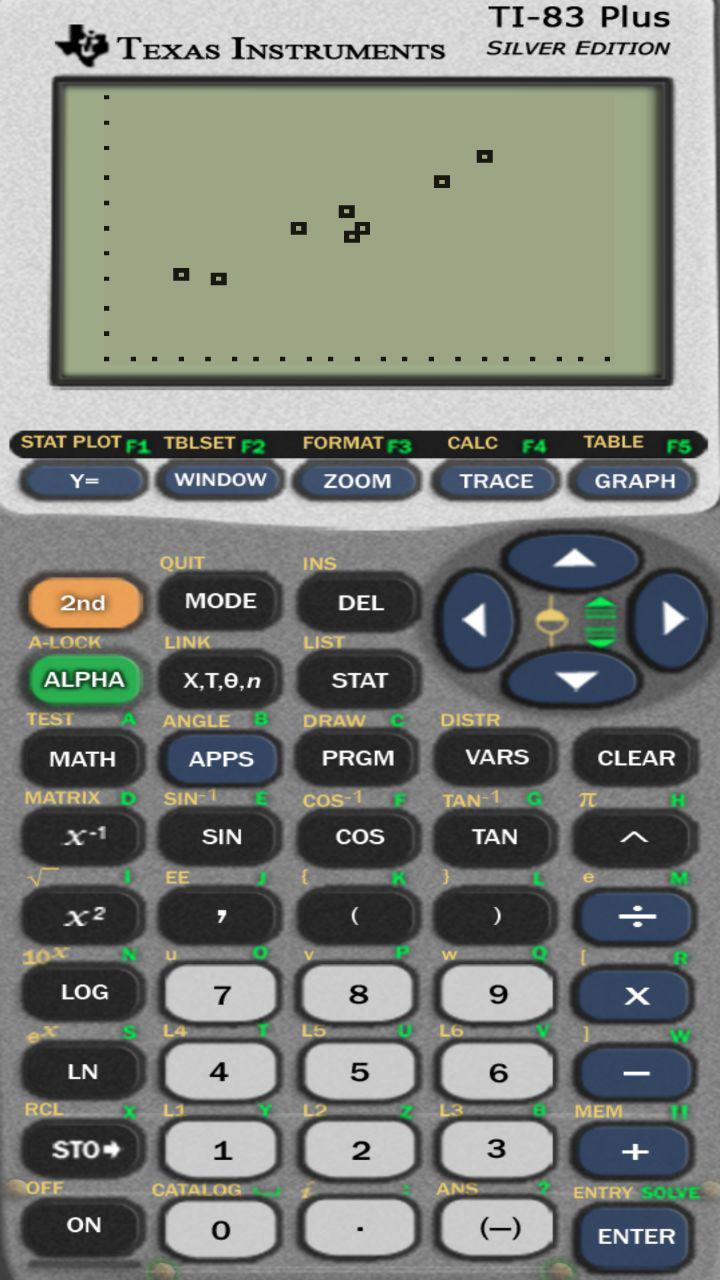 TI-83 Plus
TEXAS INSTRUMENTS SILVER EDITION
STAT PLOT F1 TBLSET F2 FORMAT F3 CALC F4 TABLE F5
Y= WINDOW ZOOM TRACE GRAPH
QUIT INS
2nd MODE DEL
A-LOCK LINK LIST
ALPHA X,T,θ,n STAT
TEST A ANGLE B DRAW C DISTR
MATH APPS PRGM VARS CLEAR
MATRIX D SIN⁻¹ E COS⁻¹ F TAN⁻¹ G π H
x⁻¹ SIN COS TAN ^
√ I EE J { K } L e M
x² , ( ) ÷
10ˣ N u O v P w Q [ R
LOG 7 8 9 X
eˣ S L4 T L5 U L6 V ] W
LN 4 5 6 −
RCL X L1 Y L2 Z L3 θ MEM "
STO➡ 1 2 3 +
OFF CATALOG i : ANS ? ENTRY SOLVE
ON 0 . (—) ENTER